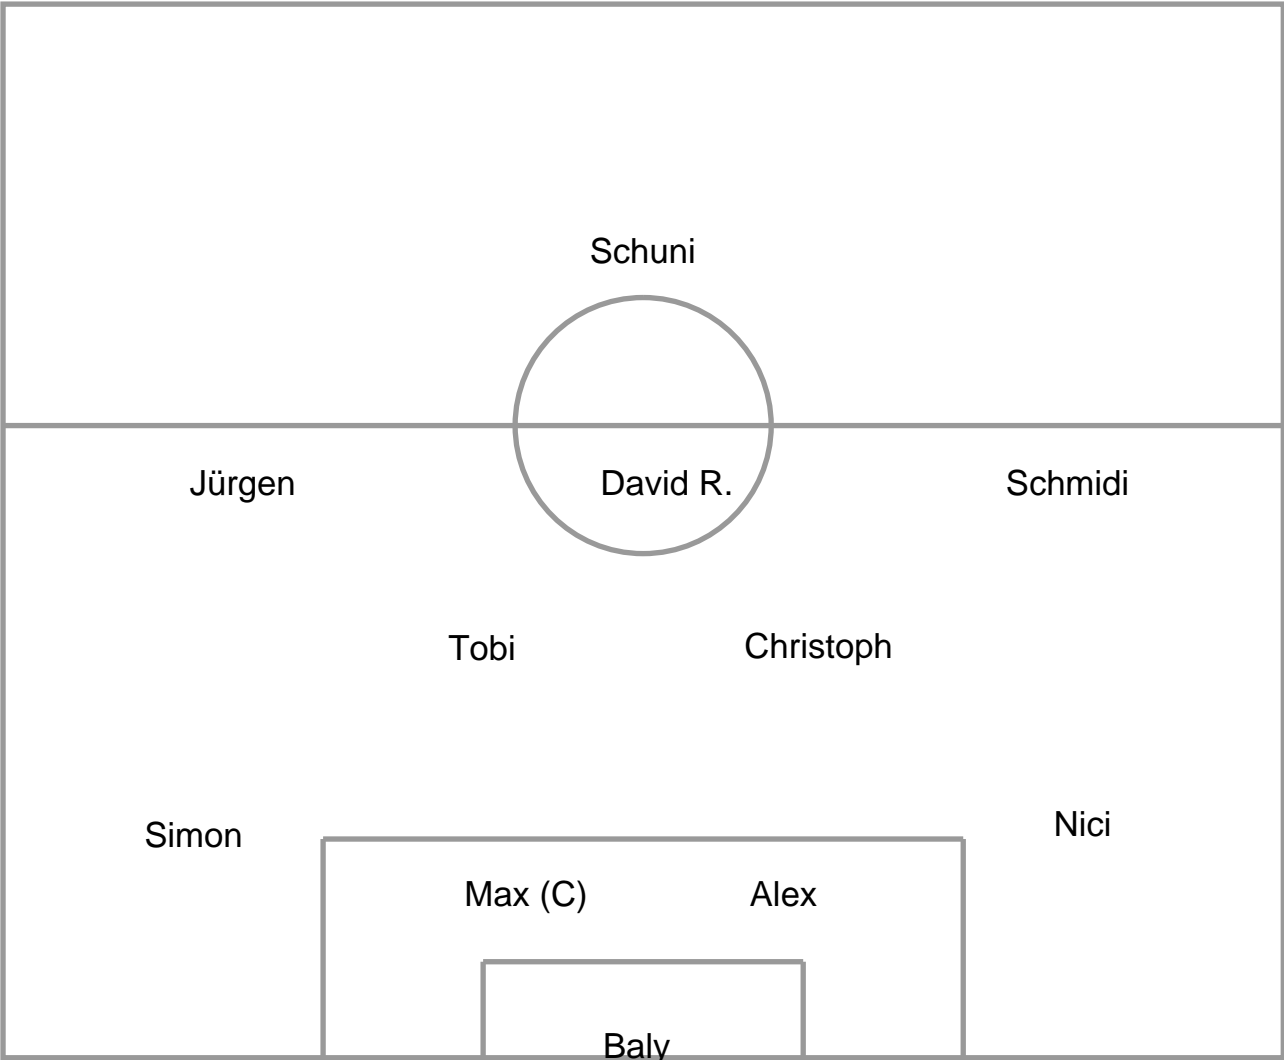 Schuni
Jürgen David R. Schmidi
Tobi Christoph
Simon Nici
Max (C) Alex
Baly